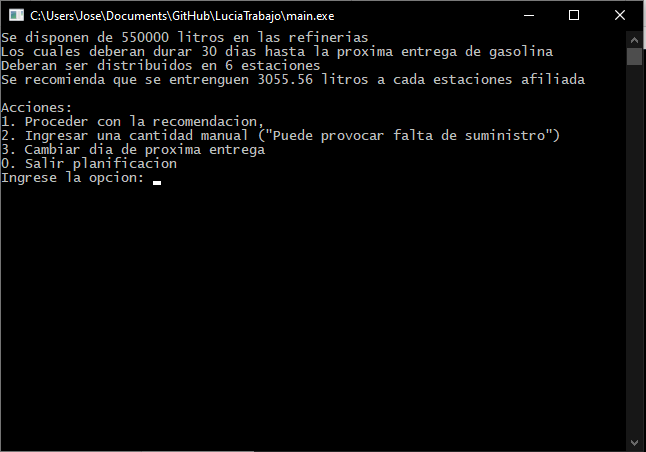 C:\Users\Jose\Documents\GitHub\LuciaTrabajo\main.exe
Se disponen de 550000 litros en las refinerias
Los cuales deberan durar 30 dias hasta la proxima entrega de gasolina
Deberan ser distribuidos en 6 estaciones
Se recomienda que se entrenguen 3055.56 litros a cada estaciones afiliada
Acciones:
1. Proceder con la recomendacion,
2. Ingresar una cantidad manual ("Puede provocar falta de suministro")
3. Cambiar dia de proxima entrega
0. Salir planificacion
Ingrese la opcion: